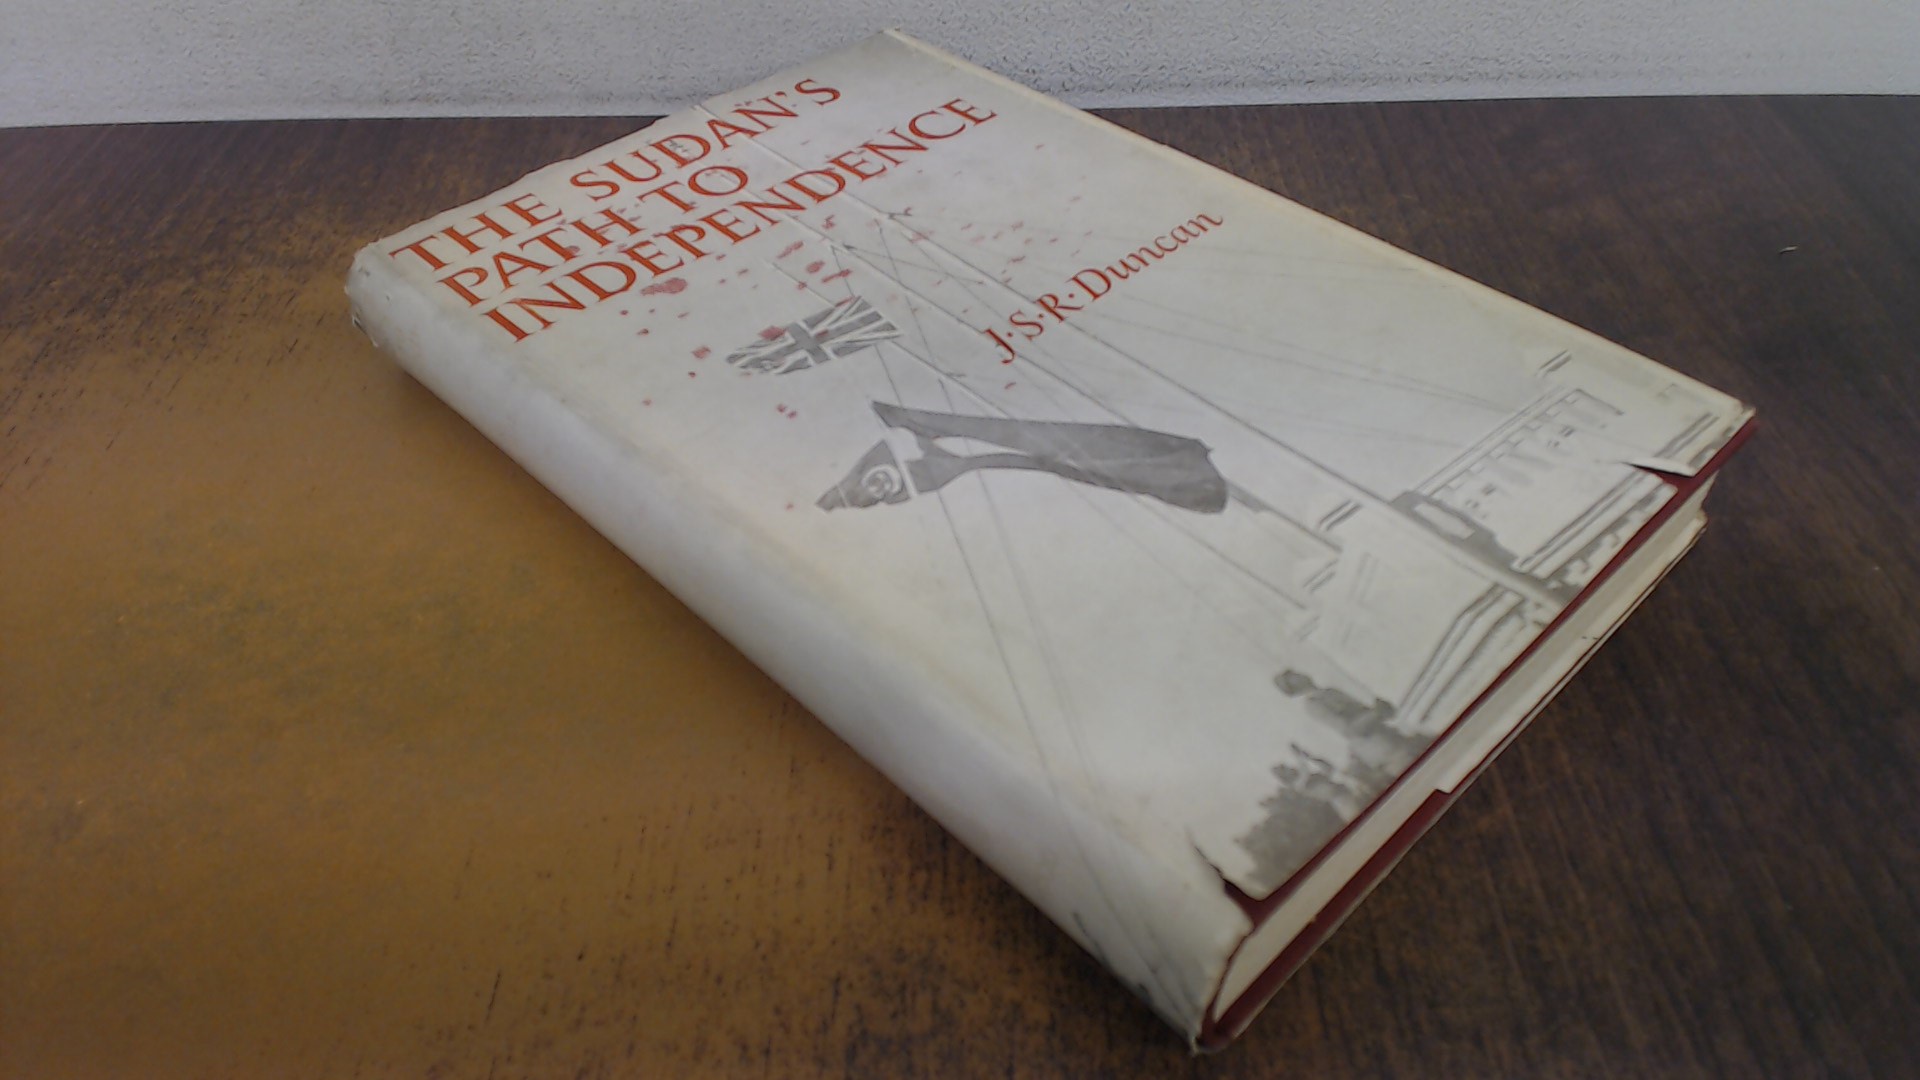 THE SUDAN'S
PATH TO
INDEPENDENCE
J·S·R·Duncan